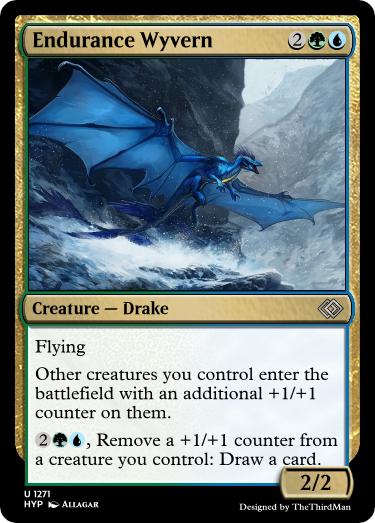 Endurance Wyvern 2
Creature — Drake
Flying
Other creatures you control enter the
battlefield with an additional +1/+1
counter on them.
2, Remove a +1/+1 counter from
a creature you control: Draw a card.
2/2
U 1271
HYP Allagar Designed by TheThirdMan